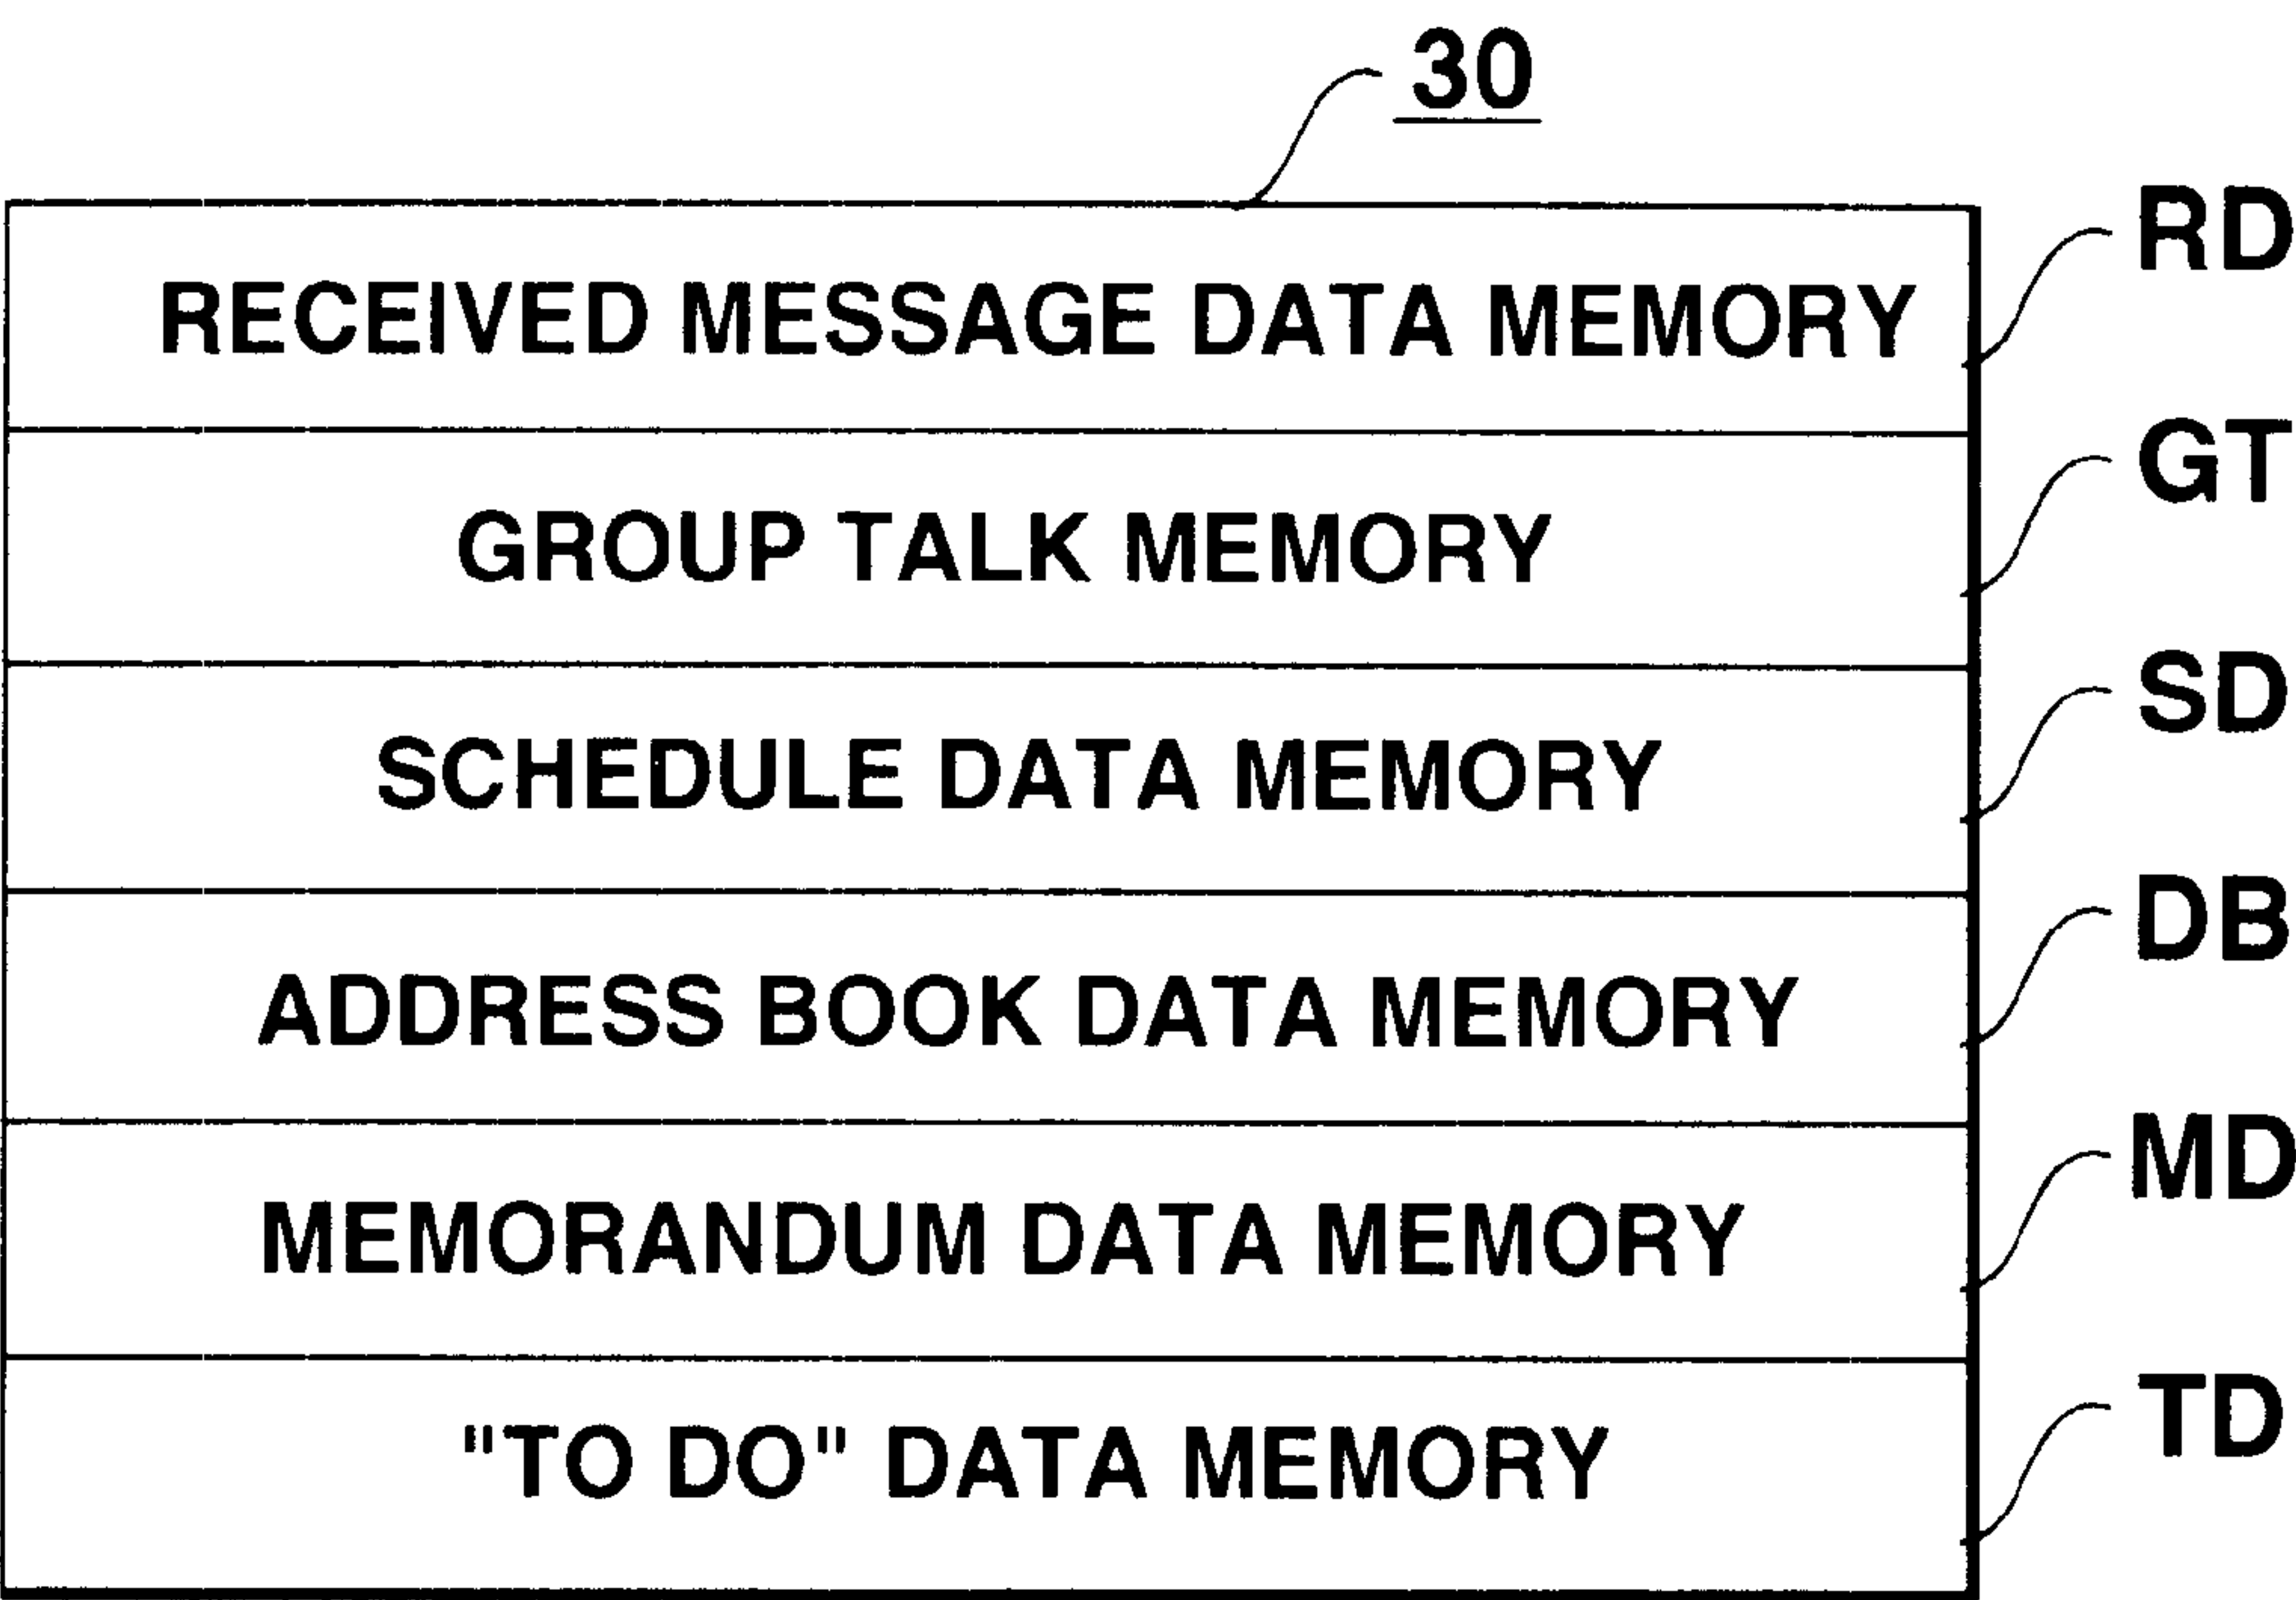 30
RECEIVED MESSAGE DATA MEMORY
RD
GROUP TALK MEMORY
GT
SCHEDULE DATA MEMORY
SD
ADDRESS BOOK DATA MEMORY
DB
MEMORANDUM DATA MEMORY
MD
"TO DO" DATA MEMORY
TD